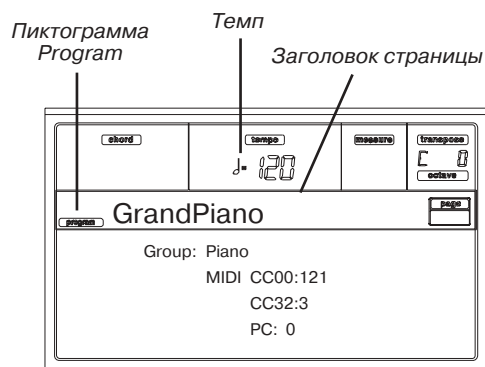 Пиктограмма
Program
Темп
Заголовок страницы
chord
tempo
measure
transpose
♩= 120
C 0
octave
program
GrandPiano
page
Group: Piano
MIDI CC00:121
CC32:3
PC: 0